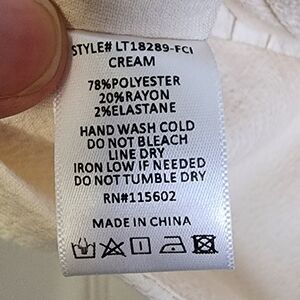 STYLE# LT18289-FCI
CREAM
78%POLYESTER
20%RAYON
2%ELASTANE
HAND WASH COLD
DO NOT BLEACH
LINE DRY
IRON LOW IF NEEDED
DO NOT TUMBLE DRY
RN#115602
MADE IN CHINA